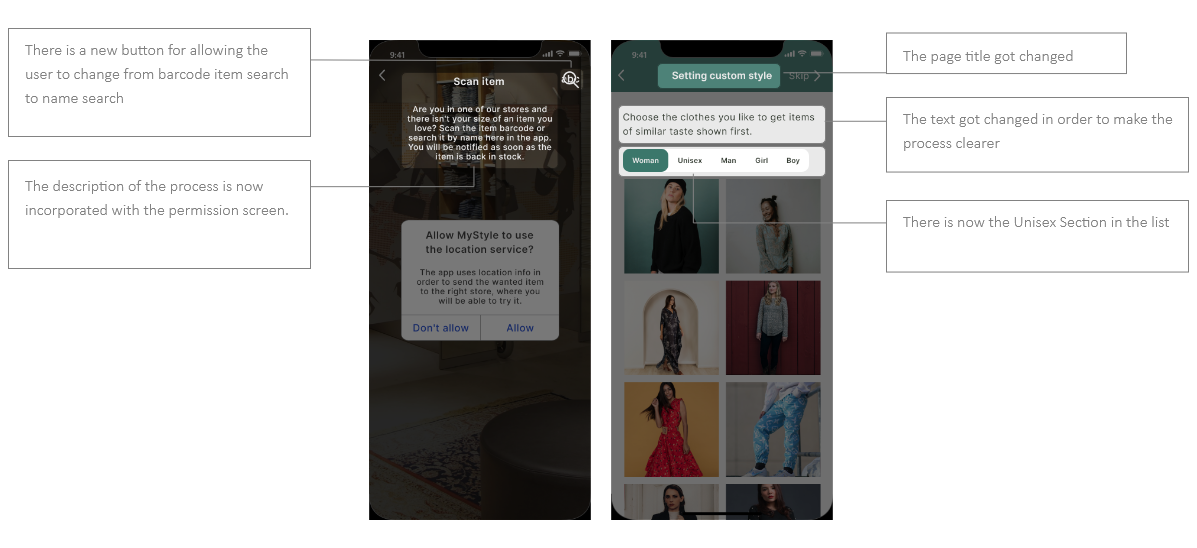 There is a new button for allowing the
user to change from barcode item search
to name search
The description of the process is now
incorporated with the permission screen.
9:41
Scan item
abc
Are you in one of our stores and
there isn't your size of an item you
love? Scan the item barcode or
search it by name here in the app.
You will be notified as soon as the
item is back in stock.
Allow MyStyle to use
the location service?
The app uses location info in
order to send the wanted item
to the right store, where you
will be able to try it.
Don't allow
Allow
9:41
Setting custom style
Skip
Choose the clothes you like to get items
of similar taste shown first.
Woman
Unisex
Man
Girl
Boy
The page title got changed
The text got changed in order to make the
process clearer
There is now the Unisex Section in the list